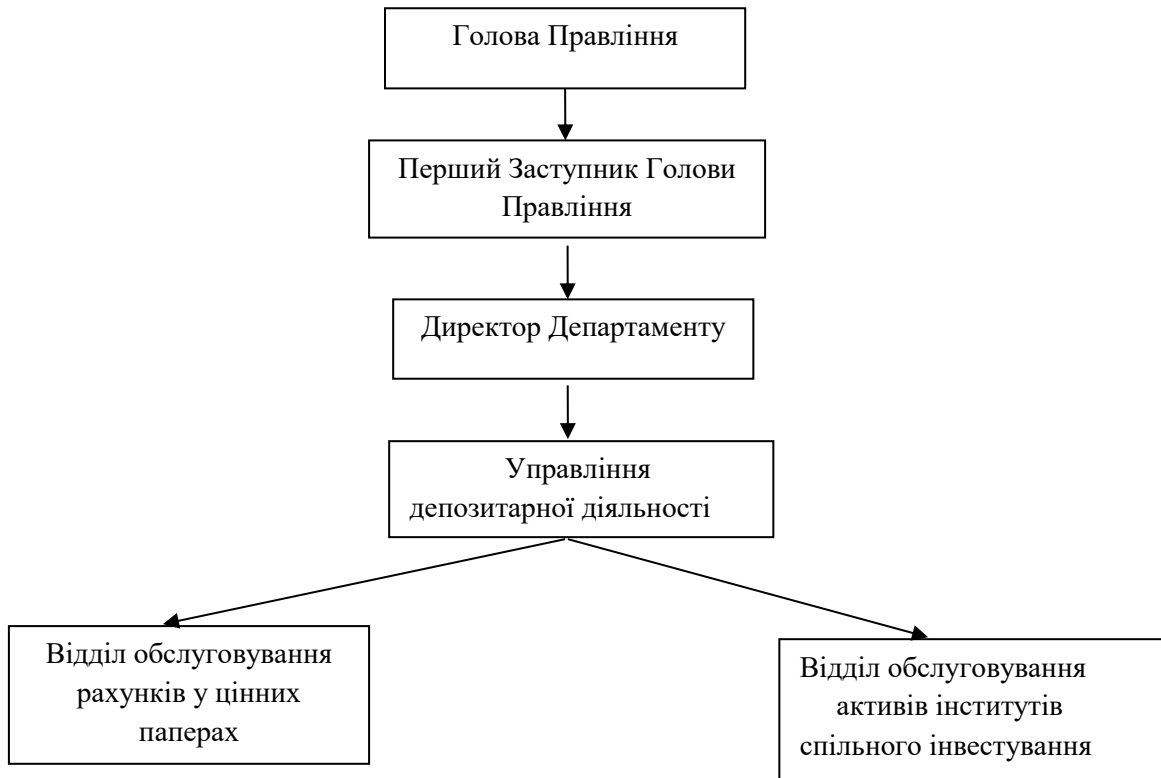 Голова Правління
Перший Заступник Голови
Правління
Директор Департаменту
Управління
депозитарної діяльності
Відділ обслуговування
рахунків у цінних
паперах
Відділ обслуговування
активів інститутів
спільного інвестування